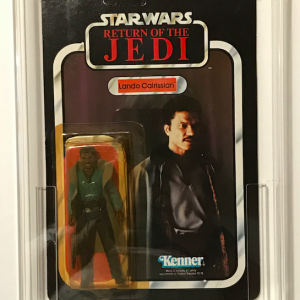 STAR WARS
RETURN OF THE
JEDI
Lando Calrissian
Kenner